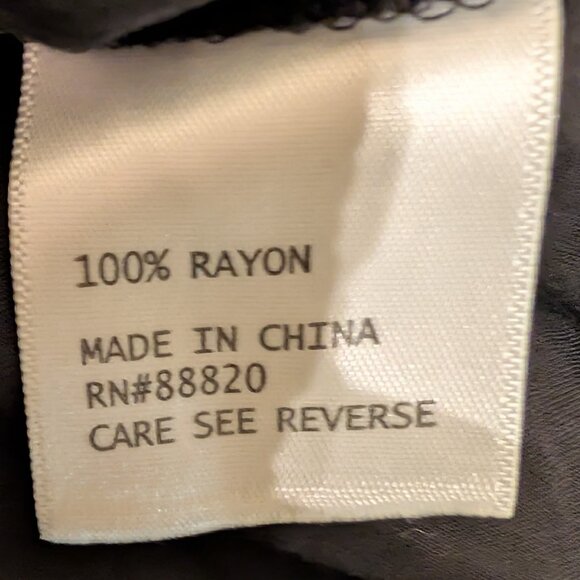 100% RAYON
MADE IN CHINA
RN#88820
CARE SEE REVERSE